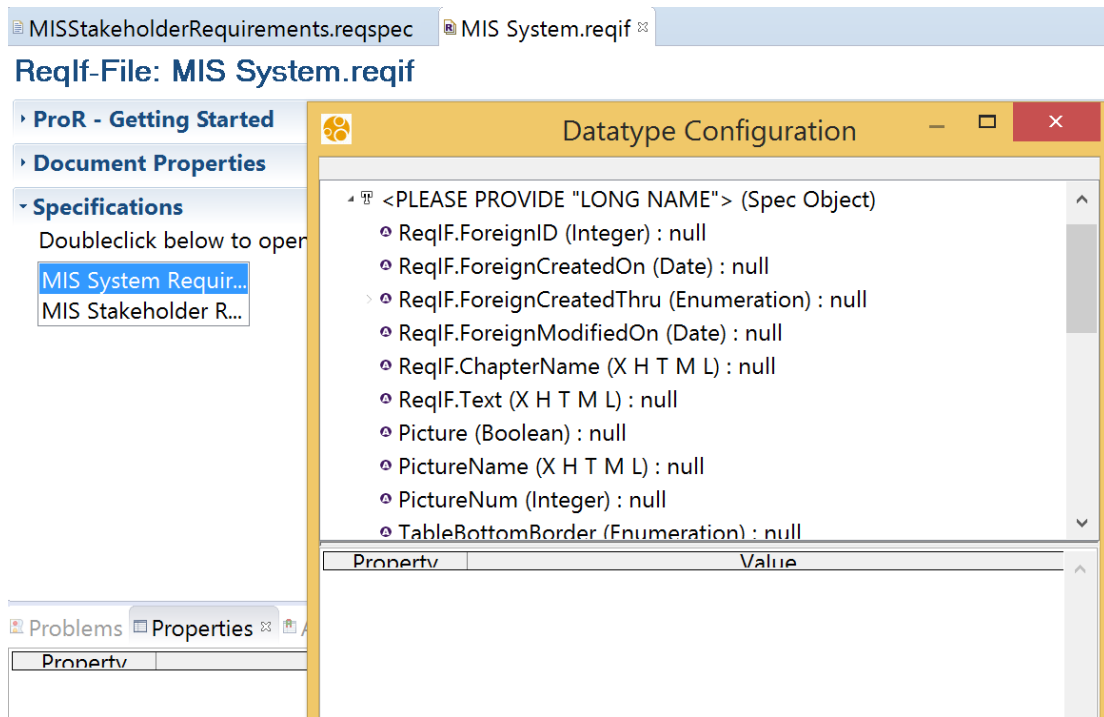 MISStakeholderRequirements.reqspec MIS System.reqif
ReqIf-File: MIS System.reqif
ProR - Getting Started
Document Properties
Specifications
Doubleclick below to oper
MIS System Requir...
MIS Stakeholder R...
Datatype Configuration
<PLEASE PROVIDE "LONG NAME"> (Spec Object)
ReqIF.ForeignID (Integer) : null
ReqIF.ForeignCreatedOn (Date) : null
ReqIF.ForeignCreatedThru (Enumeration) : null
ReqIF.ForeignModifiedOn (Date) : null
ReqIF.ChapterName (X H T M L) : null
ReqIF.Text (X H T M L) : null
Picture (Boolean) : null
PictureName (X H T M L) : null
PictureNum (Integer) : null
TableBottomBorder (Enumeration) : null
Property Value
Problems Properties
Property